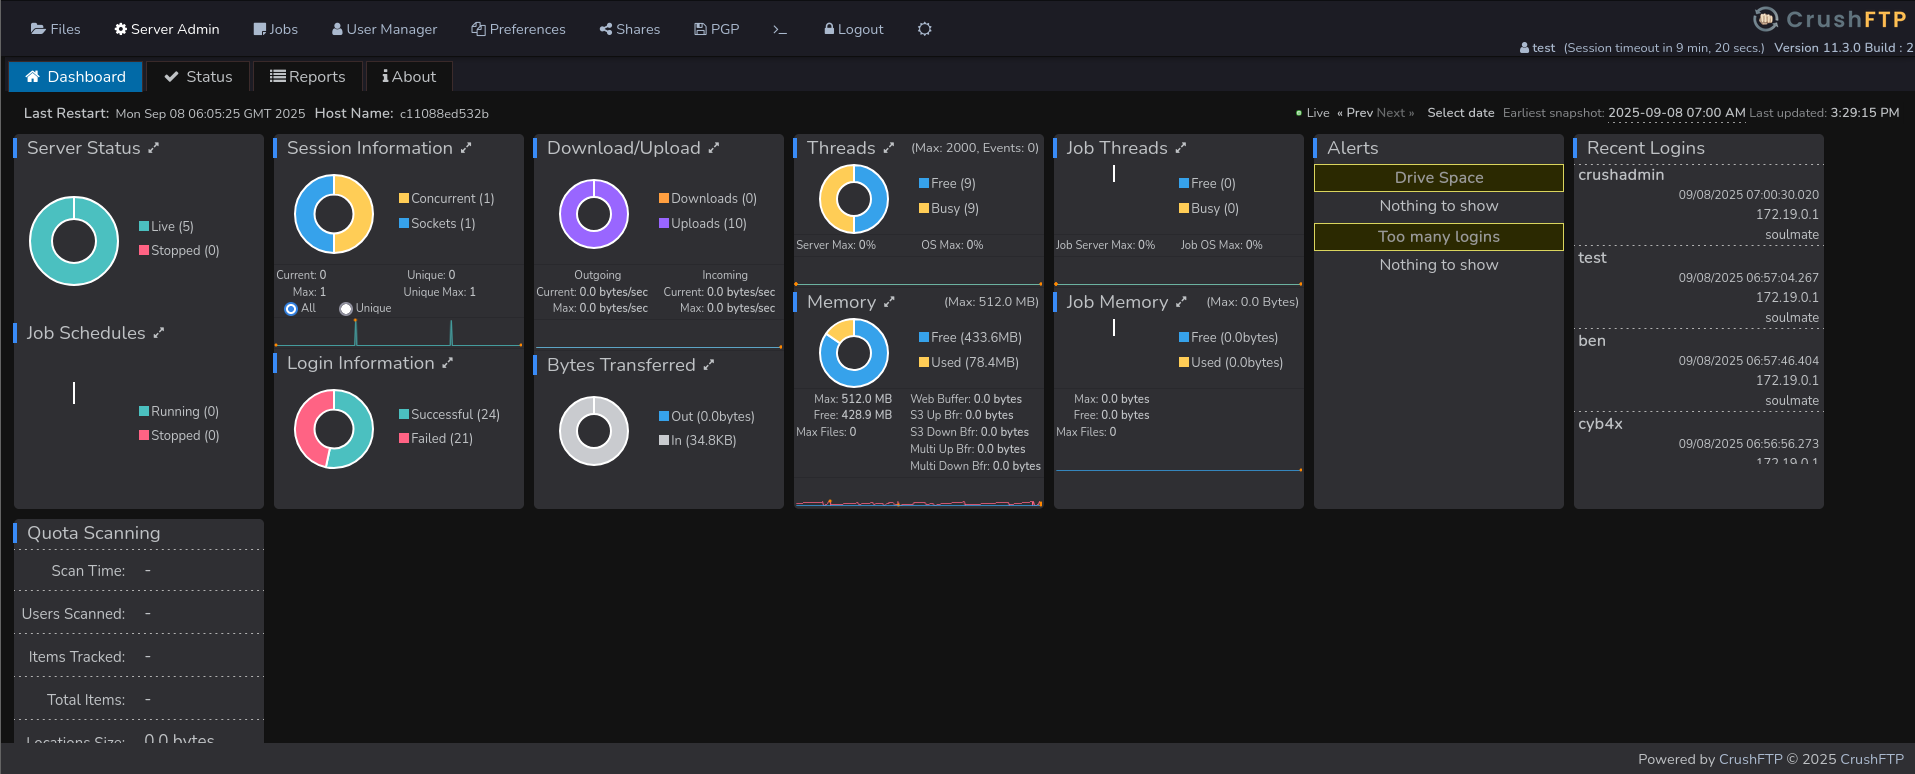 Files Server Admin Jobs User Manager Preferences Shares PGP >_ Logout
CrushFTP
test (Session timeout in 9 min, 20 secs.) Version 11.3.0 Build : 2
Dashboard Status Reports About
Last Restart: Mon Sep 08 06:05:25 GMT 2025 Host Name: c11088ed532b
Live « Prev Next » Select date Earliest snapshot: 2025-09-08 07:00 AM Last updated: 3:29:15 PM
Server Status
Live (5)
Stopped (0)
Job Schedules
Running (0)
Stopped (0)
Session Information
Concurrent (1)
Sockets (1)
Current: 0 Unique: 0
Max: 1 Unique Max: 1
All Unique
Login Information
Successful (24)
Failed (21)
Download/Upload
Downloads (0)
Uploads (10)
Outgoing Incoming
Current: 0.0 bytes/sec Current: 0.0 bytes/sec
Max: 0.0 bytes/sec Max: 0.0 bytes/sec
Bytes Transferred
Out (0.0bytes)
In (34.8KB)
Threads (Max: 2000, Events: 0)
Free (9)
Busy (9)
Server Max: 0% OS Max: 0%
Memory (Max: 512.0 MB)
Free (433.6MB)
Used (78.4MB)
Max: 512.0 MB Web Buffer: 0.0 bytes
Free: 428.9 MB S3 Up Bfr: 0.0 bytes
Max Files: 0 S3 Down Bfr: 0.0 bytes
Multi Up Bfr: 0.0 bytes
Multi Down Bfr: 0.0 bytes
Job Threads
Free (0)
Busy (0)
Job Server Max: 0% Job OS Max: 0%
Job Memory (Max: 0.0 Bytes)
Free (0.0bytes)
Used (0.0bytes)
Max: 0.0 bytes
Free: 0.0 bytes
Max Files: 0
Alerts
Drive Space
Nothing to show
Too many logins
Nothing to show
Recent Logins
crushadmin
09/08/2025 07:00:30.020
172.19.0.1
soulmate
test
09/08/2025 06:57:04.267
172.19.0.1
soulmate
ben
09/08/2025 06:57:46.404
172.19.0.1
soulmate
cyb4x
09/08/2025 06:56:56.273
172.19.0.1
Quota Scanning
Scan Time: -
Users Scanned: -
Items Tracked: -
Total Items: -
Locations Size: 0.0 bytes
Powered by CrushFTP © 2025 CrushFTP